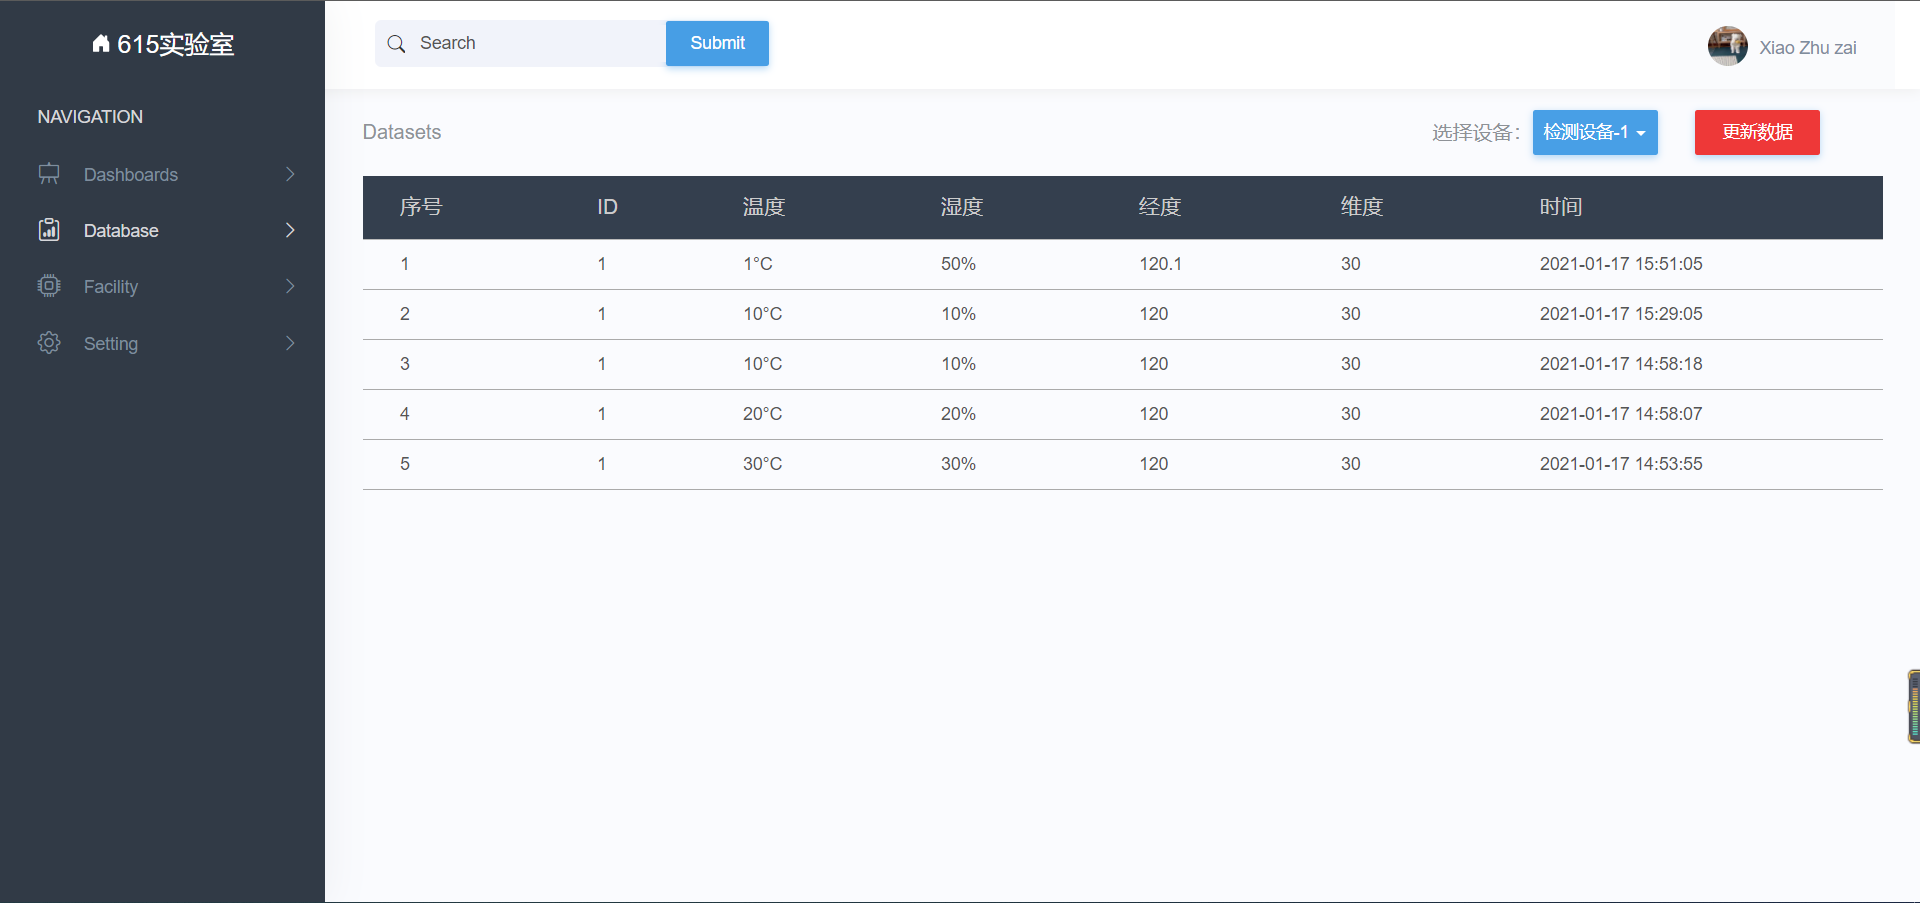 615实验室
NAVIGATION
Dashboards
Database
Facility
Setting
Search Submit
Xiao Zhu zai
Datasets 选择设备: 检测设备-1 更新数据
序号 ID 温度 湿度 经度 维度 时间
1 1 1°C 50% 120.1 30 2021-01-17 15:51:05
2 1 10°C 10% 120 30 2021-01-17 15:29:05
3 1 10°C 10% 120 30 2021-01-17 14:58:18
4 1 20°C 20% 120 30 2021-01-17 14:58:07
5 1 30°C 30% 120 30 2021-01-17 14:53:55